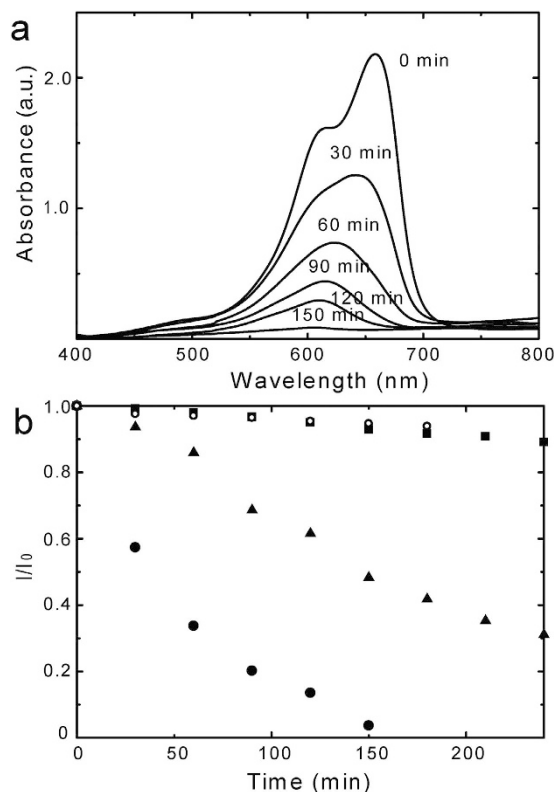 a
0 min
2.0
30 min
1.0
60 min
90 min
120 min
150 min
Absorbance (a.u.)
400 500 600 700 800
Wavelength (nm)
b
1.0
0.8
0.6
0.4
0.2
0
I/I0
0 50 100 150 200
Time (min)